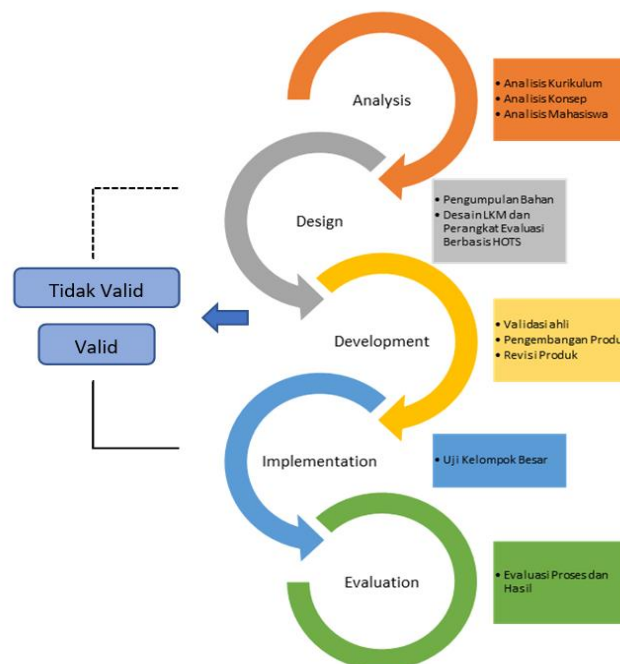 Analysis
• Analisis Kurikulum
• Analisis Konsep
• Analisis Mahasiswa
Design
• Pengumpulan Bahan
• Desain LKM dan
Perangkat Evaluasi
Berbasis HOTS
Tidak Valid
Valid
Development
• Validasi ahli
• Pengembangan Produ
• Revisi Produk
Implementation
• Uji Kelompok Besar
Evaluation
• Evaluasi Proses dan
Hasil